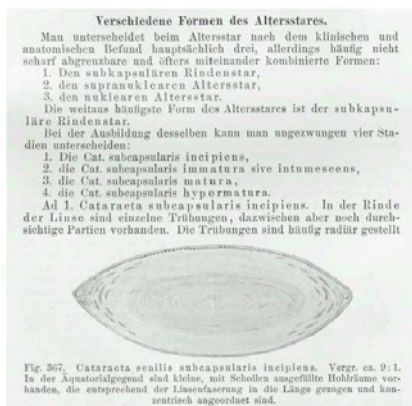 Verschiedene Formen des Altersstares.
Man unterscheidet beim Altersstar nach dem klinischen und
anatomischen Befund hauptsächlich drei, allerdings häufig nicht
scharf abgrenzbare und öfters miteinander kombinierte Formen:
1. Den subkapsulären Rindenstar,
2. den supranuklearen Altersstar,
3. den nuklearen Altersstar.
Die weitaus häufigste Form des Altersstares ist der subkapsu-
läre Rindenstar.
Bei der Ausbildung desselben kann man ungezwungen vier Sta-
dien unterscheiden:
1. Die Cat. subcapsularis incipiens,
2. die Cat. subcapsularis immatura sive intumescens,
3. die Cat. subcapsularis matura,
4. die Cat. subcapsularis hypermatura.
Ad 1. Cataracta subcapsularis incipiens. In der Rinde
der Linse sind einzelne Trübungen, dazwischen aber noch durch-
sichtige Partien vorhanden. Die Trübungen sind häufig radiär gestellt
Fig. 367. Cataracta senilis subcapsularis incipiens. Vergr. ca. 9:1.
In der Äquatorialgegend sind kleine, mit Schollen ausgefüllte Hohlräume vor-
handen, die entsprechend der Linsenfaserung in die Länge gezogen und kon-
zentrisch angeordnet sind.